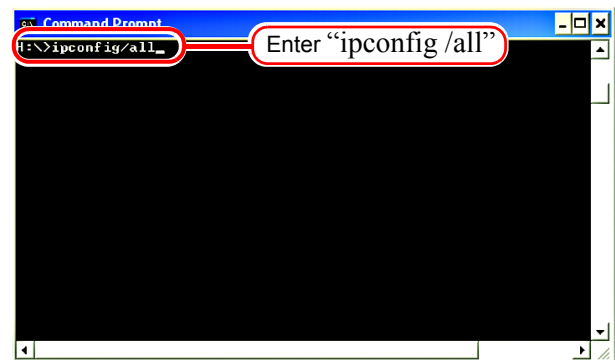 Command Prompt
H:\>ipconfig/all_
Enter “ipconfig /all”